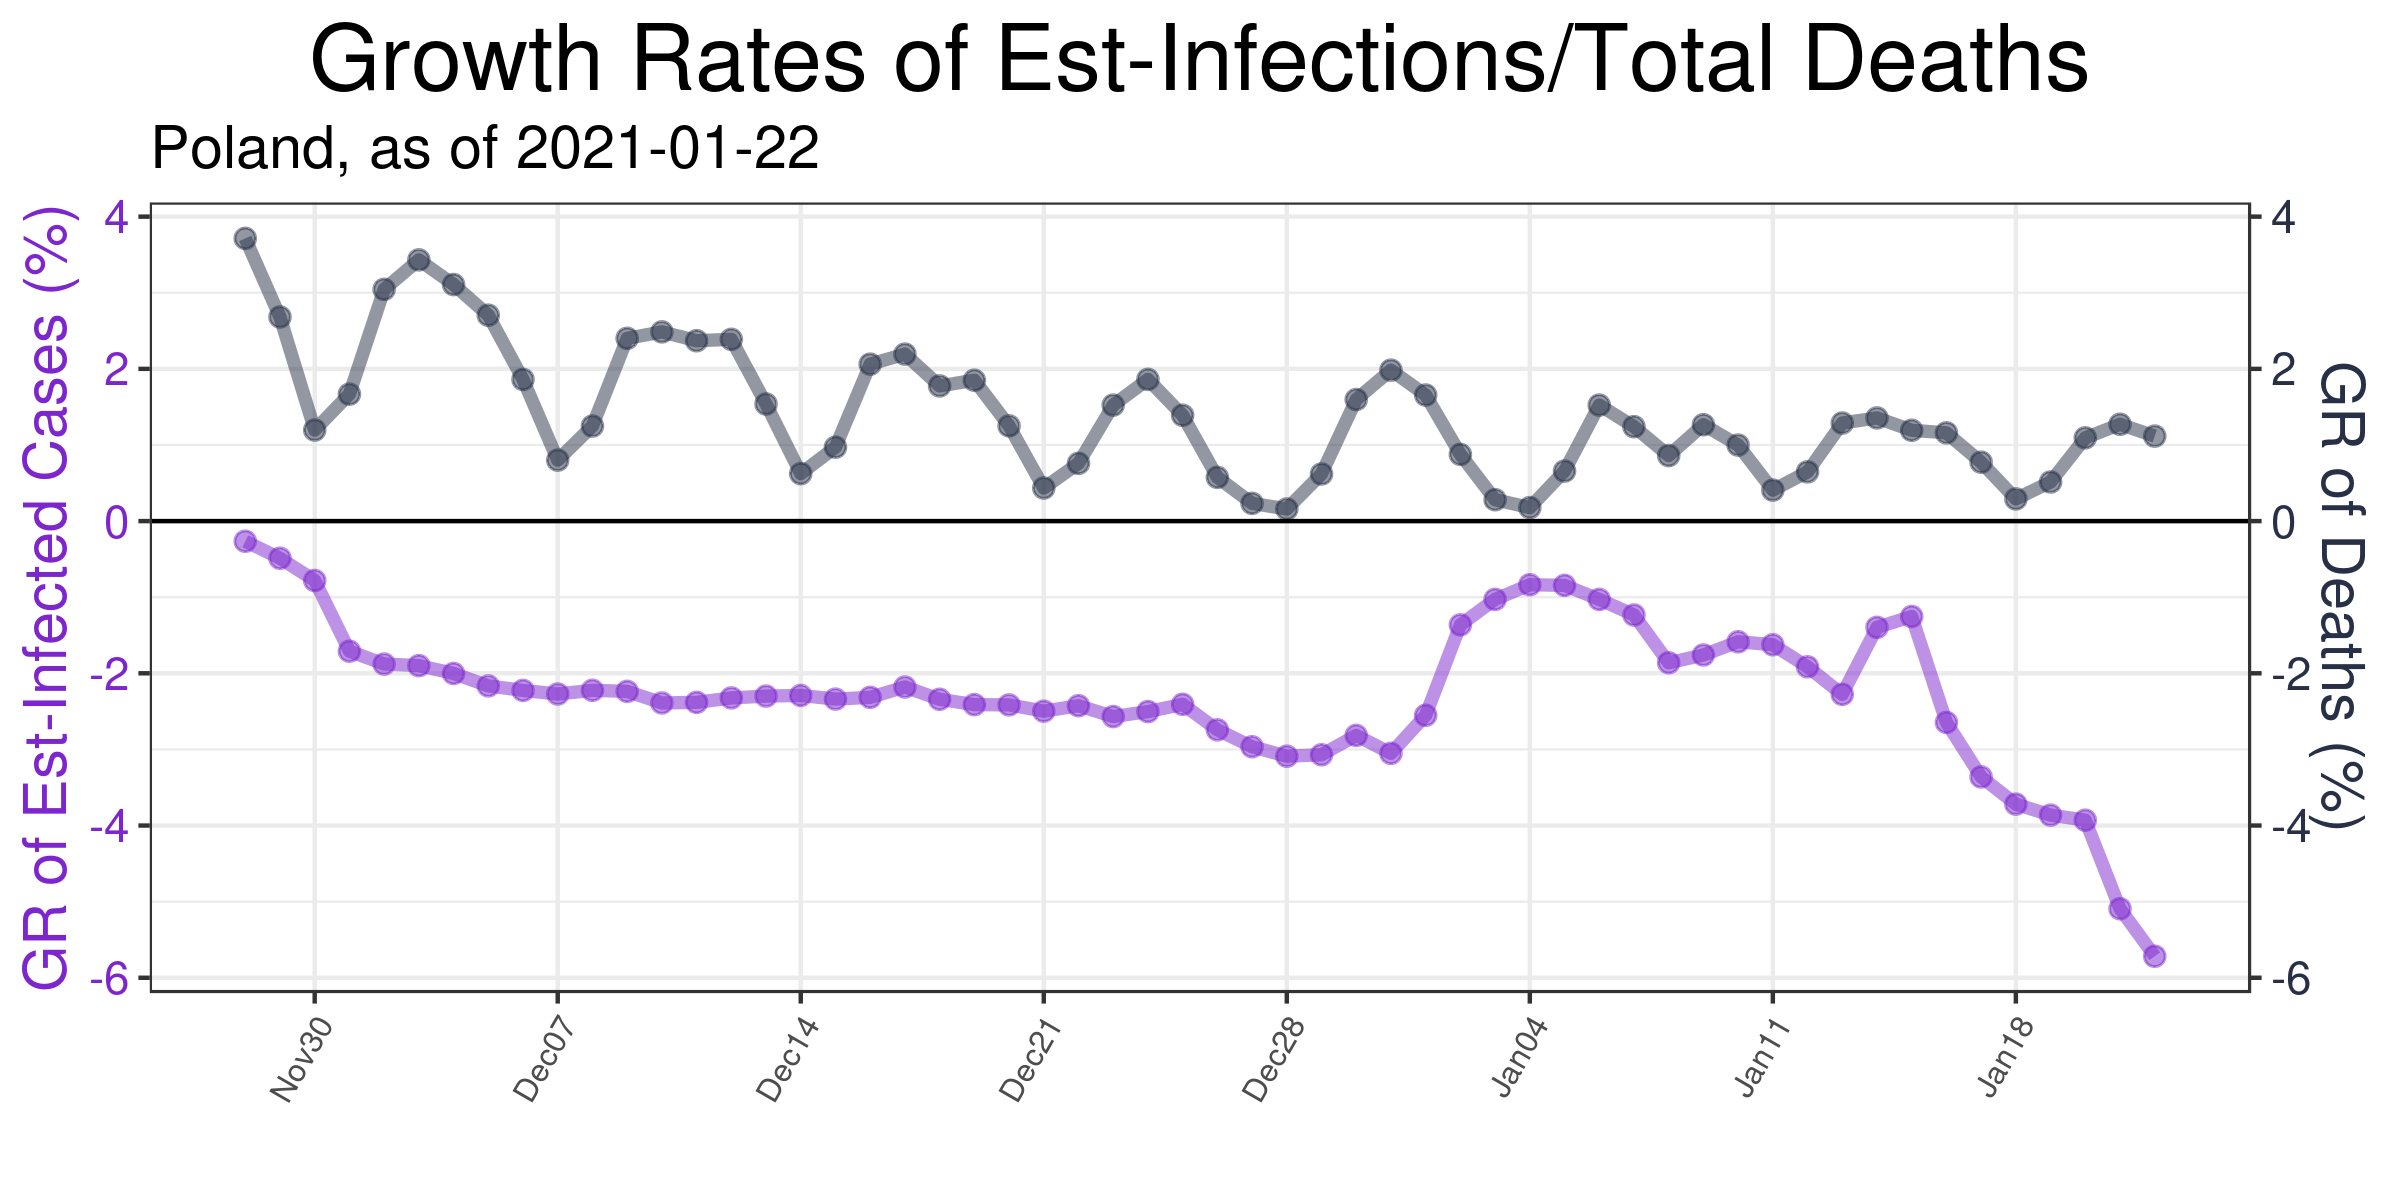 Growth Rates of Est-Infections/Total Deaths
Poland, as of 2021-01-22
GR of Est-Infected Cases (%)
4
2
0
-2
-4
-6
4
2
0
-2
-4
-6
GR of Deaths (%)
Nov30
Dec07
Dec14
Dec21
Dec28
Jan04
Jan11
Jan18